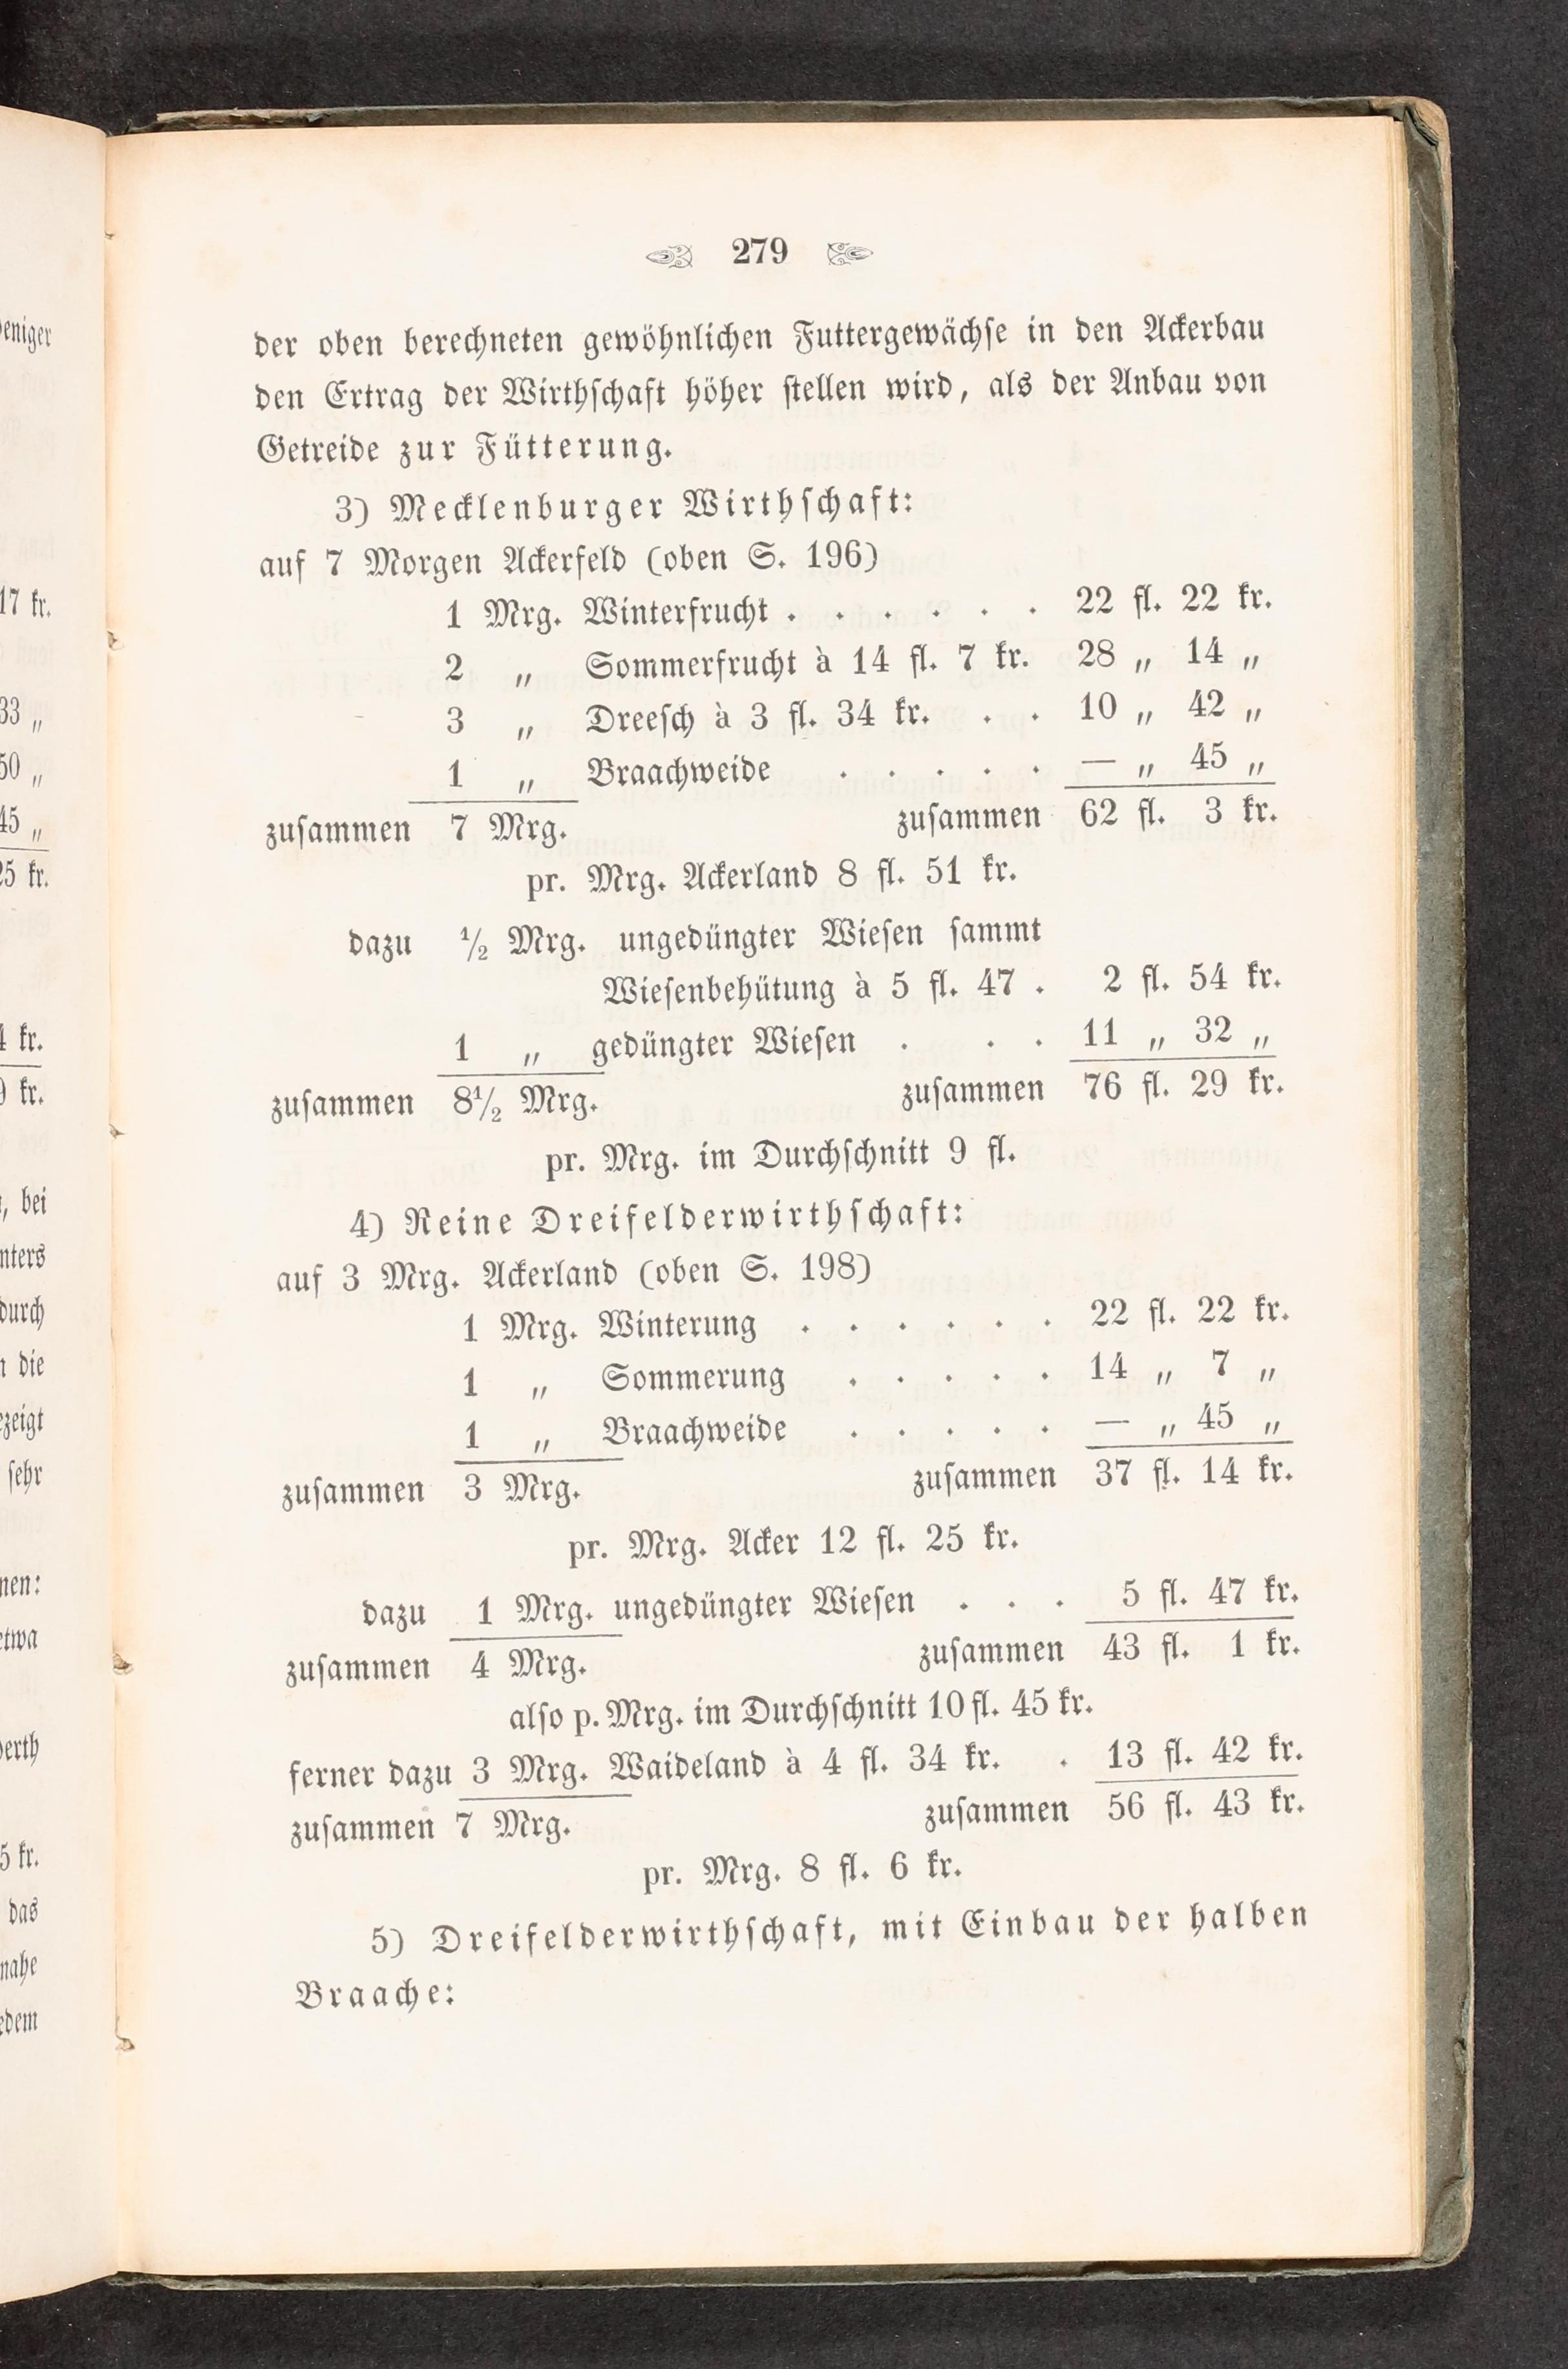 279
der oben berechneten gewöhnlichen Futtergewächse in den Ackerbau
den Ertrag der Wirthschaft höher stellen wird, als der Anbau von
Getreide zur Fütterung.
3) Mecklenburger Wirthschaft:
auf 7 Morgen Ackerfeld (oben S. 196)
1 Mrg. Winterfrucht . . . . . . 22 fl. 22 kr.
2 „ Sommerfrucht à 14 fl. 7 kr. 28 „ 14 „
3 „ Dreesch à 3 fl. 34 kr. . . 10 „ 42 „
1 „ Braachweide . . . . . — „ 45 „
zusammen 7 Mrg. zusammen 62 fl. 3 kr.
pr. Mrg. Ackerland 8 fl. 51 kr.
dazu ½ Mrg. ungedüngter Wiesen sammt
Wiesenbehütung à 5 fl. 47 . 2 fl. 54 kr.
1 „ gedüngter Wiesen . . . 11 „ 32 „
zusammen 8½ Mrg. zusammen 76 fl. 29 kr.
pr. Mrg. im Durchschnitt 9 fl.
4) Reine Dreifelderwirthschaft:
auf 3 Mrg. Ackerland (oben S. 198)
1 Mrg. Winterung . . . . . . 22 fl. 22 kr.
1 „ Sommerung . . . . . 14 „ 7 „
1 „ Braachweide . . . . . — „ 45 „
zusammen 3 Mrg. zusammen 37 fl. 14 kr.
pr. Mrg. Acker 12 fl. 25 kr.
dazu 1 Mrg. ungedüngter Wiesen . . . 5 fl. 47 kr.
zusammen 4 Mrg. zusammen 43 fl. 1 kr.
also p. Mrg. im Durchschnitt 10 fl. 45 kr.
ferner dazu 3 Mrg. Waideland à 4 fl. 34 kr. . 13 fl. 42 kr.
zusammen 7 Mrg. zusammen 56 fl. 43 kr.
pr. Mrg. 8 fl. 6 kr.
5) Dreifelderwirthschaft, mit Einbau der halben
Braache: